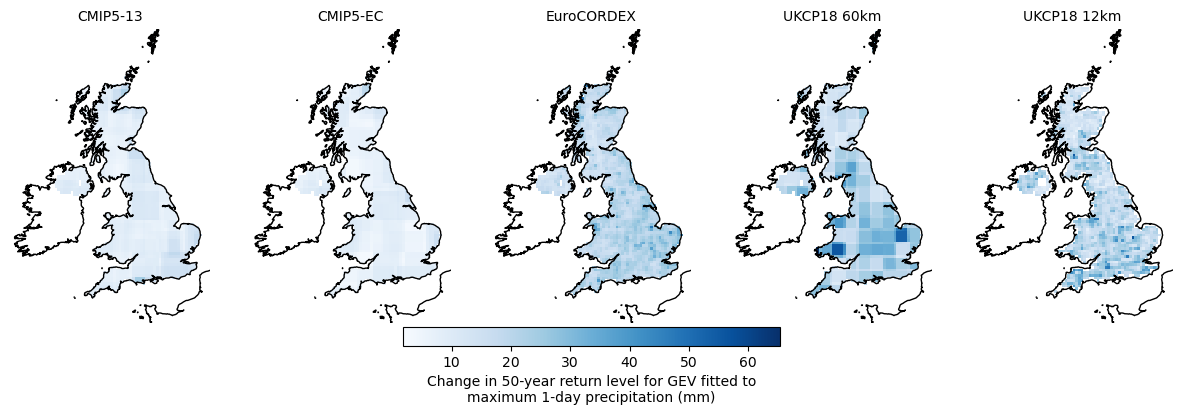 CMIP5-13
CMIP5-EC
EuroCORDEX
UKCP18 60km
UKCP18 12km
10 20 30 40 50 60
Change in 50-year return level for GEV fitted to
maximum 1-day precipitation (mm)